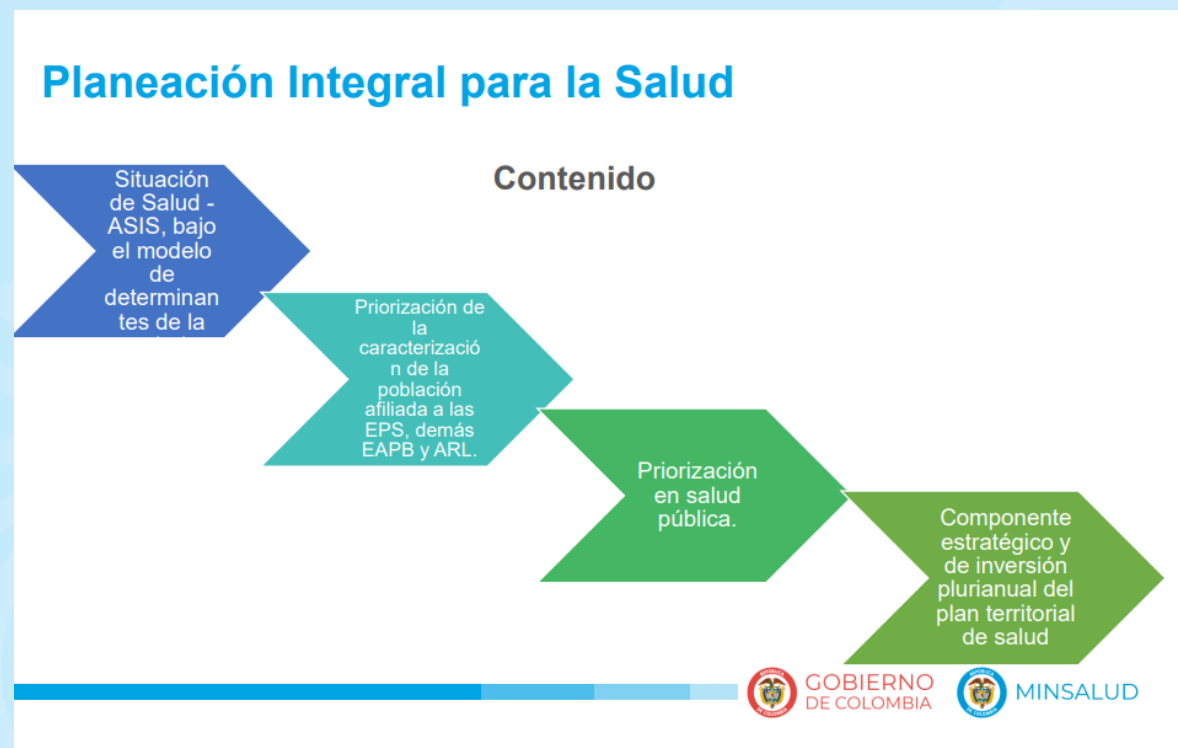 Planeación Integral para la Salud
Contenido
Situación
de Salud -
ASIS, bajo
el modelo
de
determinan
tes de la
Priorización de
la
caracterizació
n de la
población
afiliada a las
EPS, demás
EAPB y ARL.
Priorización
en salud
pública.
Componente
estratégico y
de inversión
plurianual del
plan territorial
de salud
GOBIERNO
DE COLOMBIA
MINSALUD